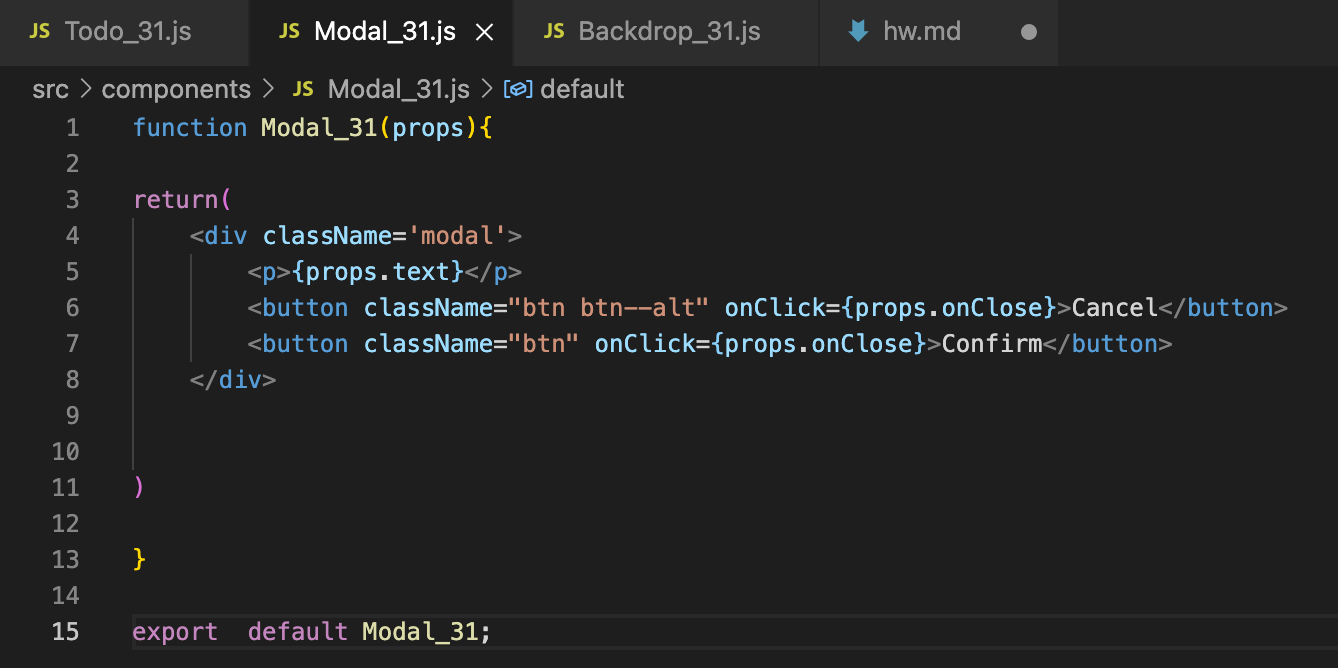 JS Todo_31.js JS Modal_31.js JS Backdrop_31.js hw.md
src > components > JS Modal_31.js > default
1 function Modal_31(props){
2
3 return(
4 <div className='modal'>
5 <p>{props.text}</p>
6 <button className="btn btn--alt" onClick={props.onClose}>Cancel</button>
7 <button className="btn" onClick={props.onClose}>Confirm</button>
8 </div>
9
10
11 )
12
13 }
14
15 export  default Modal_31;